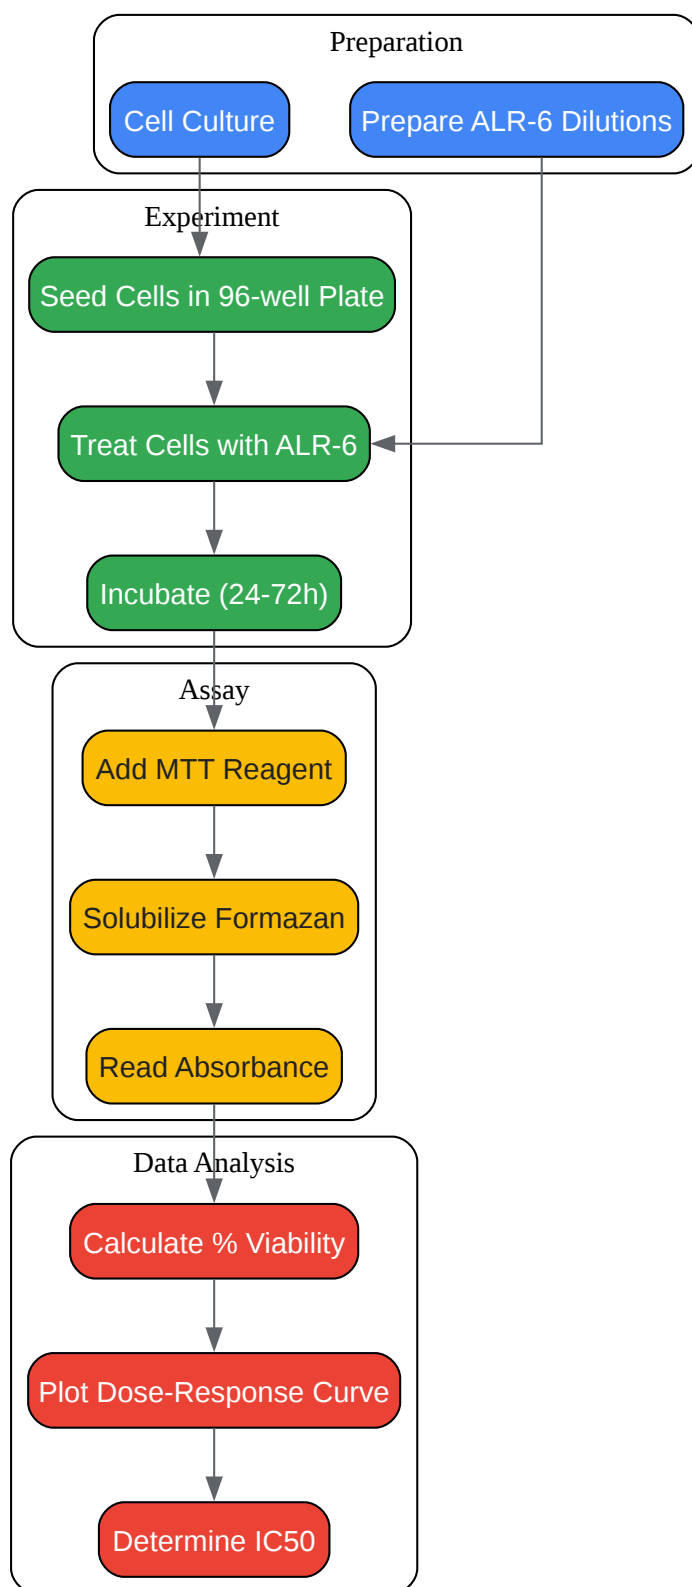 Preparation
Cell Culture
Prepare ALR-6 Dilutions
Experiment
Seed Cells in 96-well Plate
Treat Cells with ALR-6
Incubate (24-72h)
Assay
Add MTT Reagent
Solubilize Formazan
Read Absorbance
Data Analysis
Calculate % Viability
Plot Dose-Response Curve
Determine IC50